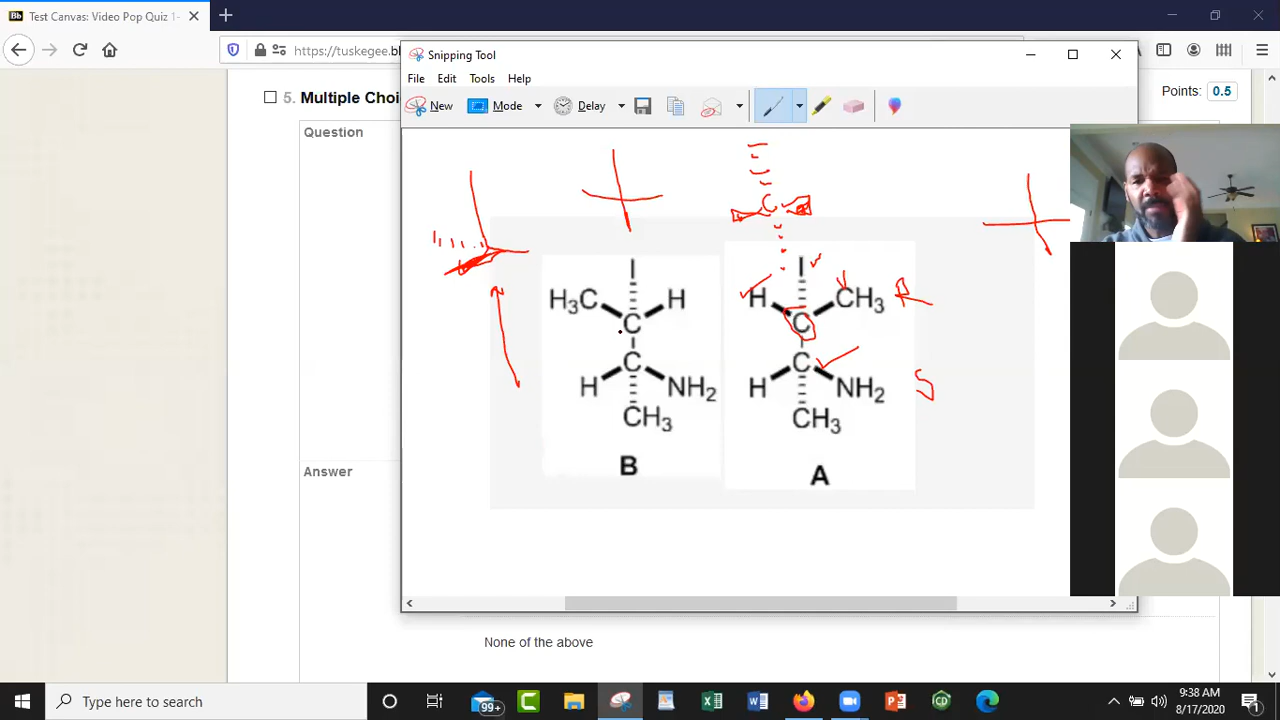 Test Canvas: Video Pop Quiz 1-
https://tuskegee.bl
Snipping Tool
File Edit Tools Help
New Mode Delay
5. Multiple Choi
Points: 0.5
Question
I
H3C H
C
C
H NH2
CH3
B
C
I
H CH3 R
C
C
H NH2 S
CH3
A
Answer
None of the above
Type here to search
99+
9:38 AM
8/17/2020